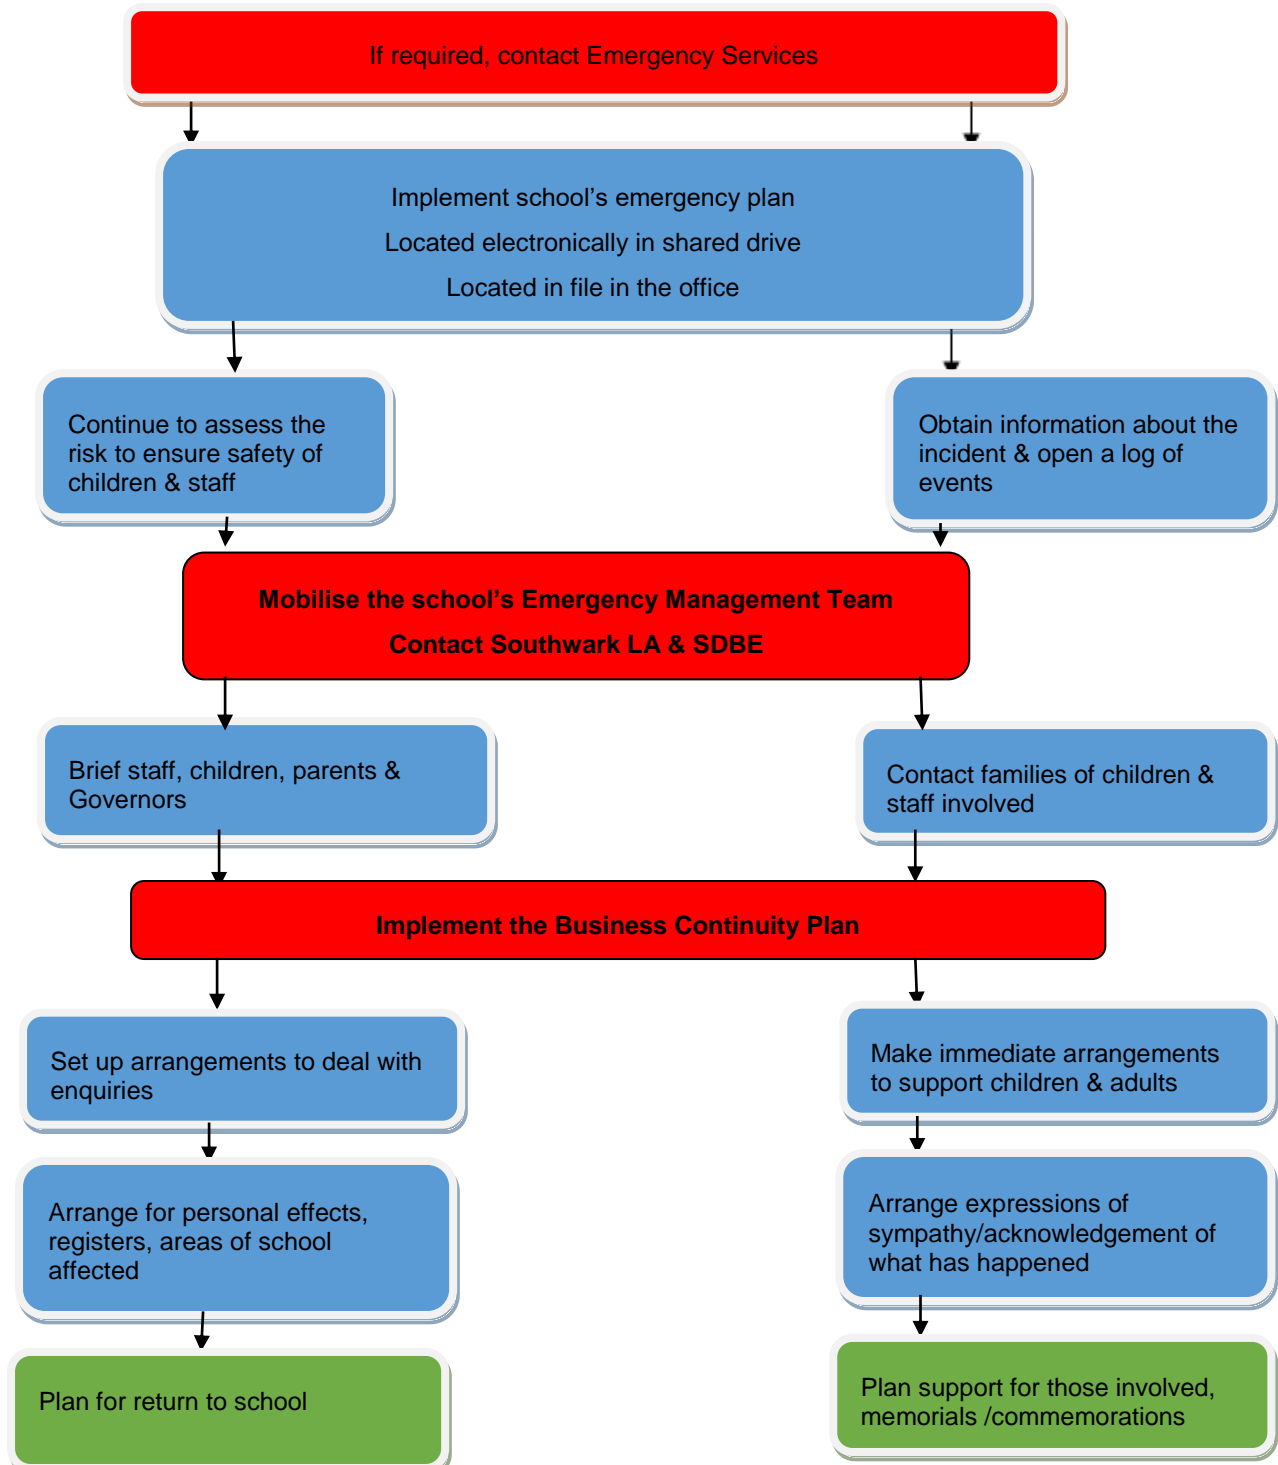 If required, contact Emergency Services
Implement school’s emergency plan
Located electronically in shared drive
Located in file in the office
Continue to assess the
risk to ensure safety of
children & staff
Obtain information about the
incident & open a log of
events
Mobilise the school’s Emergency Management Team
Contact Southwark LA & SDBE
Brief staff, children, parents &
Governors
Contact families of children &
staff involved
Implement the Business Continuity Plan
Set up arrangements to deal with
enquiries
Make immediate arrangements
to support children & adults
Arrange for personal effects,
registers, areas of school
affected
Arrange expressions of
sympathy/acknowledgement of
what has happened
Plan for return to school
Plan support for those involved,
memorials /commemorations